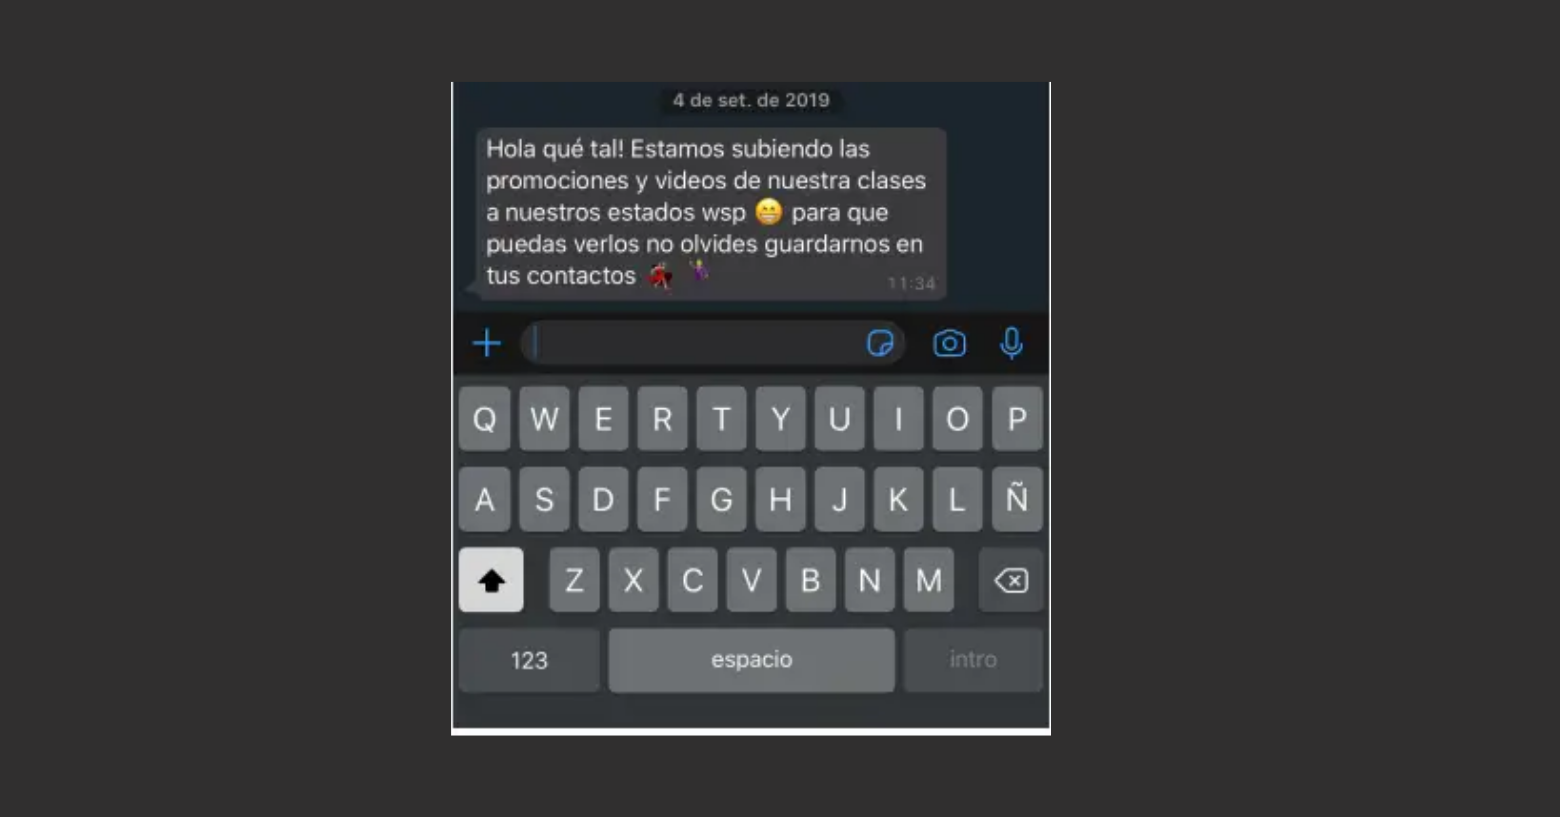 4 de set. de 2019
Hola qué tal! Estamos subiendo las
promociones y videos de nuestra clases
a nuestros estados wsp 😁 para que
puedas verlos no olvides guardarnos en
tus contactos 💃 🤾‍♀️
11:34
Q W E R T Y U I O P
A S D F G H J K L Ñ
Z X C V B N M
123 espacio intro